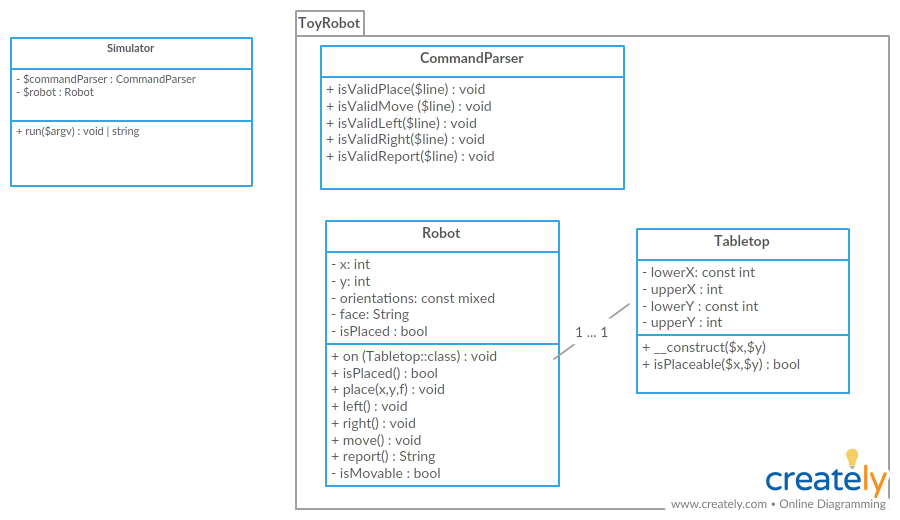 ToyRobot
Simulator
- $commandParser : CommandParser
- $robot : Robot
+ run($argv) : void | string
CommandParser
+ isValidPlace($line) : void
+ isValidMove ($line) : void
+ isValidLeft($line) : void
+ isValidRight($line) : void
+ isValidReport($line) : void
Robot
- x: int
- y: int
- orientations: const mixed
- face: String
- isPlaced : bool
+ on (Tabletop::class) : void
+ isPlaced() : bool
+ place(x,y,f) : void
+ left() : void
+ right() : void
+ move() : void
+ report() : String
- isMovable : bool
1 ... 1
Tabletop
- lowerX: const int
- upperX : int
- lowerY : const int
- upperY : int
+ __construct($x,$y)
+ isPlaceable($x,$y) : bool
creately
www.creately.com • Online Diagramming